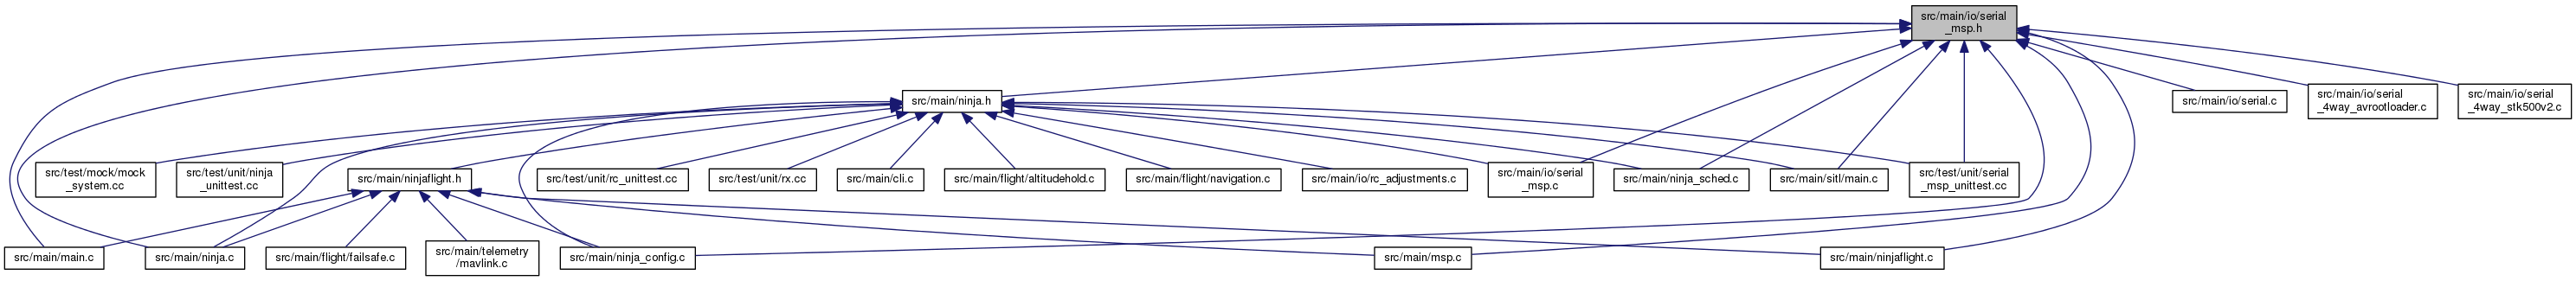 src/main/io/serial
_msp.h
src/main/ninja.h
src/main/io/serial.c
src/main/io/serial
_4way_avrootloader.c
src/main/io/serial
_4way_stk500v2.c
src/test/mock/mock
_system.cc
src/test/unit/ninja
_unittest.cc
src/main/ninjaflight.h
src/test/unit/rc_unittest.cc
src/test/unit/rx.cc
src/main/cli.c
src/main/flight/altitudehold.c
src/main/flight/navigation.c
src/main/io/rc_adjustments.c
src/main/io/serial
_msp.c
src/main/ninja_sched.c
src/main/sitl/main.c
src/test/unit/serial
_msp_unittest.cc
src/main/main.c
src/main/ninja.c
src/main/flight/failsafe.c
src/main/telemetry
/mavlink.c
src/main/ninja_config.c
src/main/msp.c
src/main/ninjaflight.c